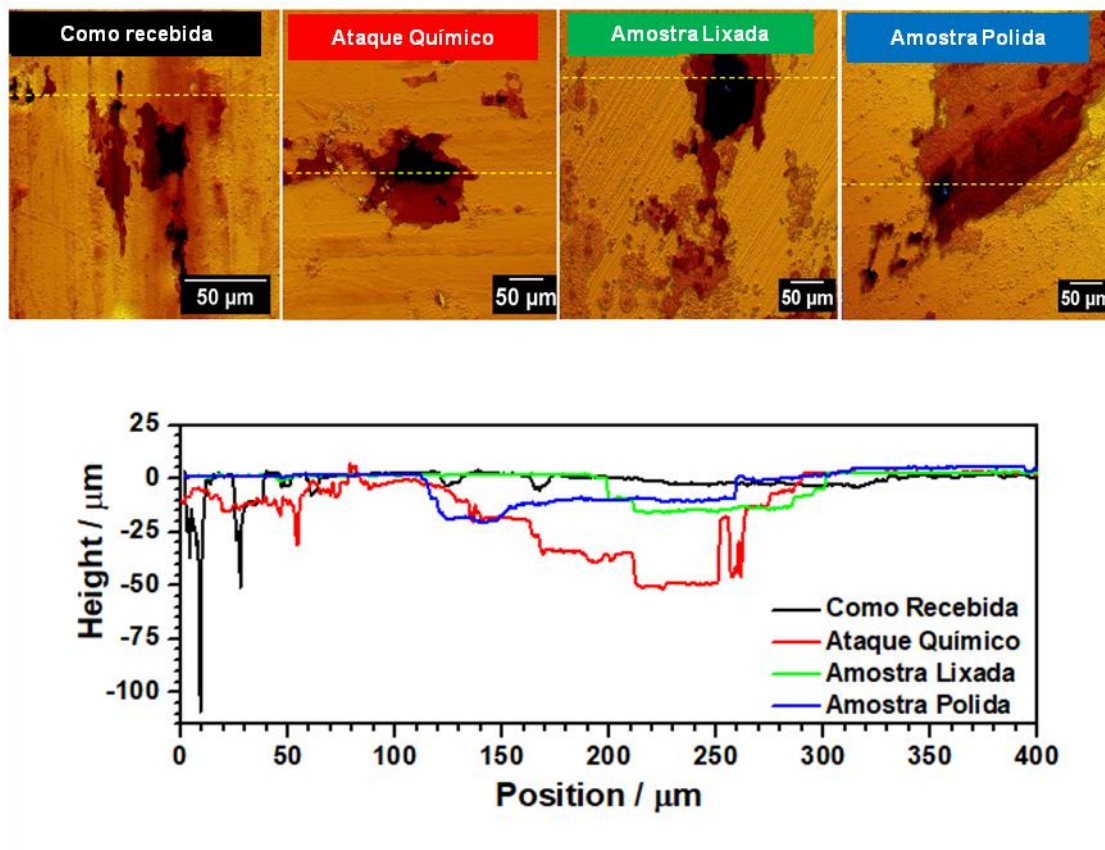 Como recebida
Ataque Químico
Amostra Lixada
Amostra Polida
50 µm
50 µm
50 µm
50 µm
25
0
-25
-50
-75
-100
Height / µm
Como Recebida
Ataque Químico
Amostra Lixada
Amostra Polida
0 50 100 150 200 250 300 350 400
Position / µm